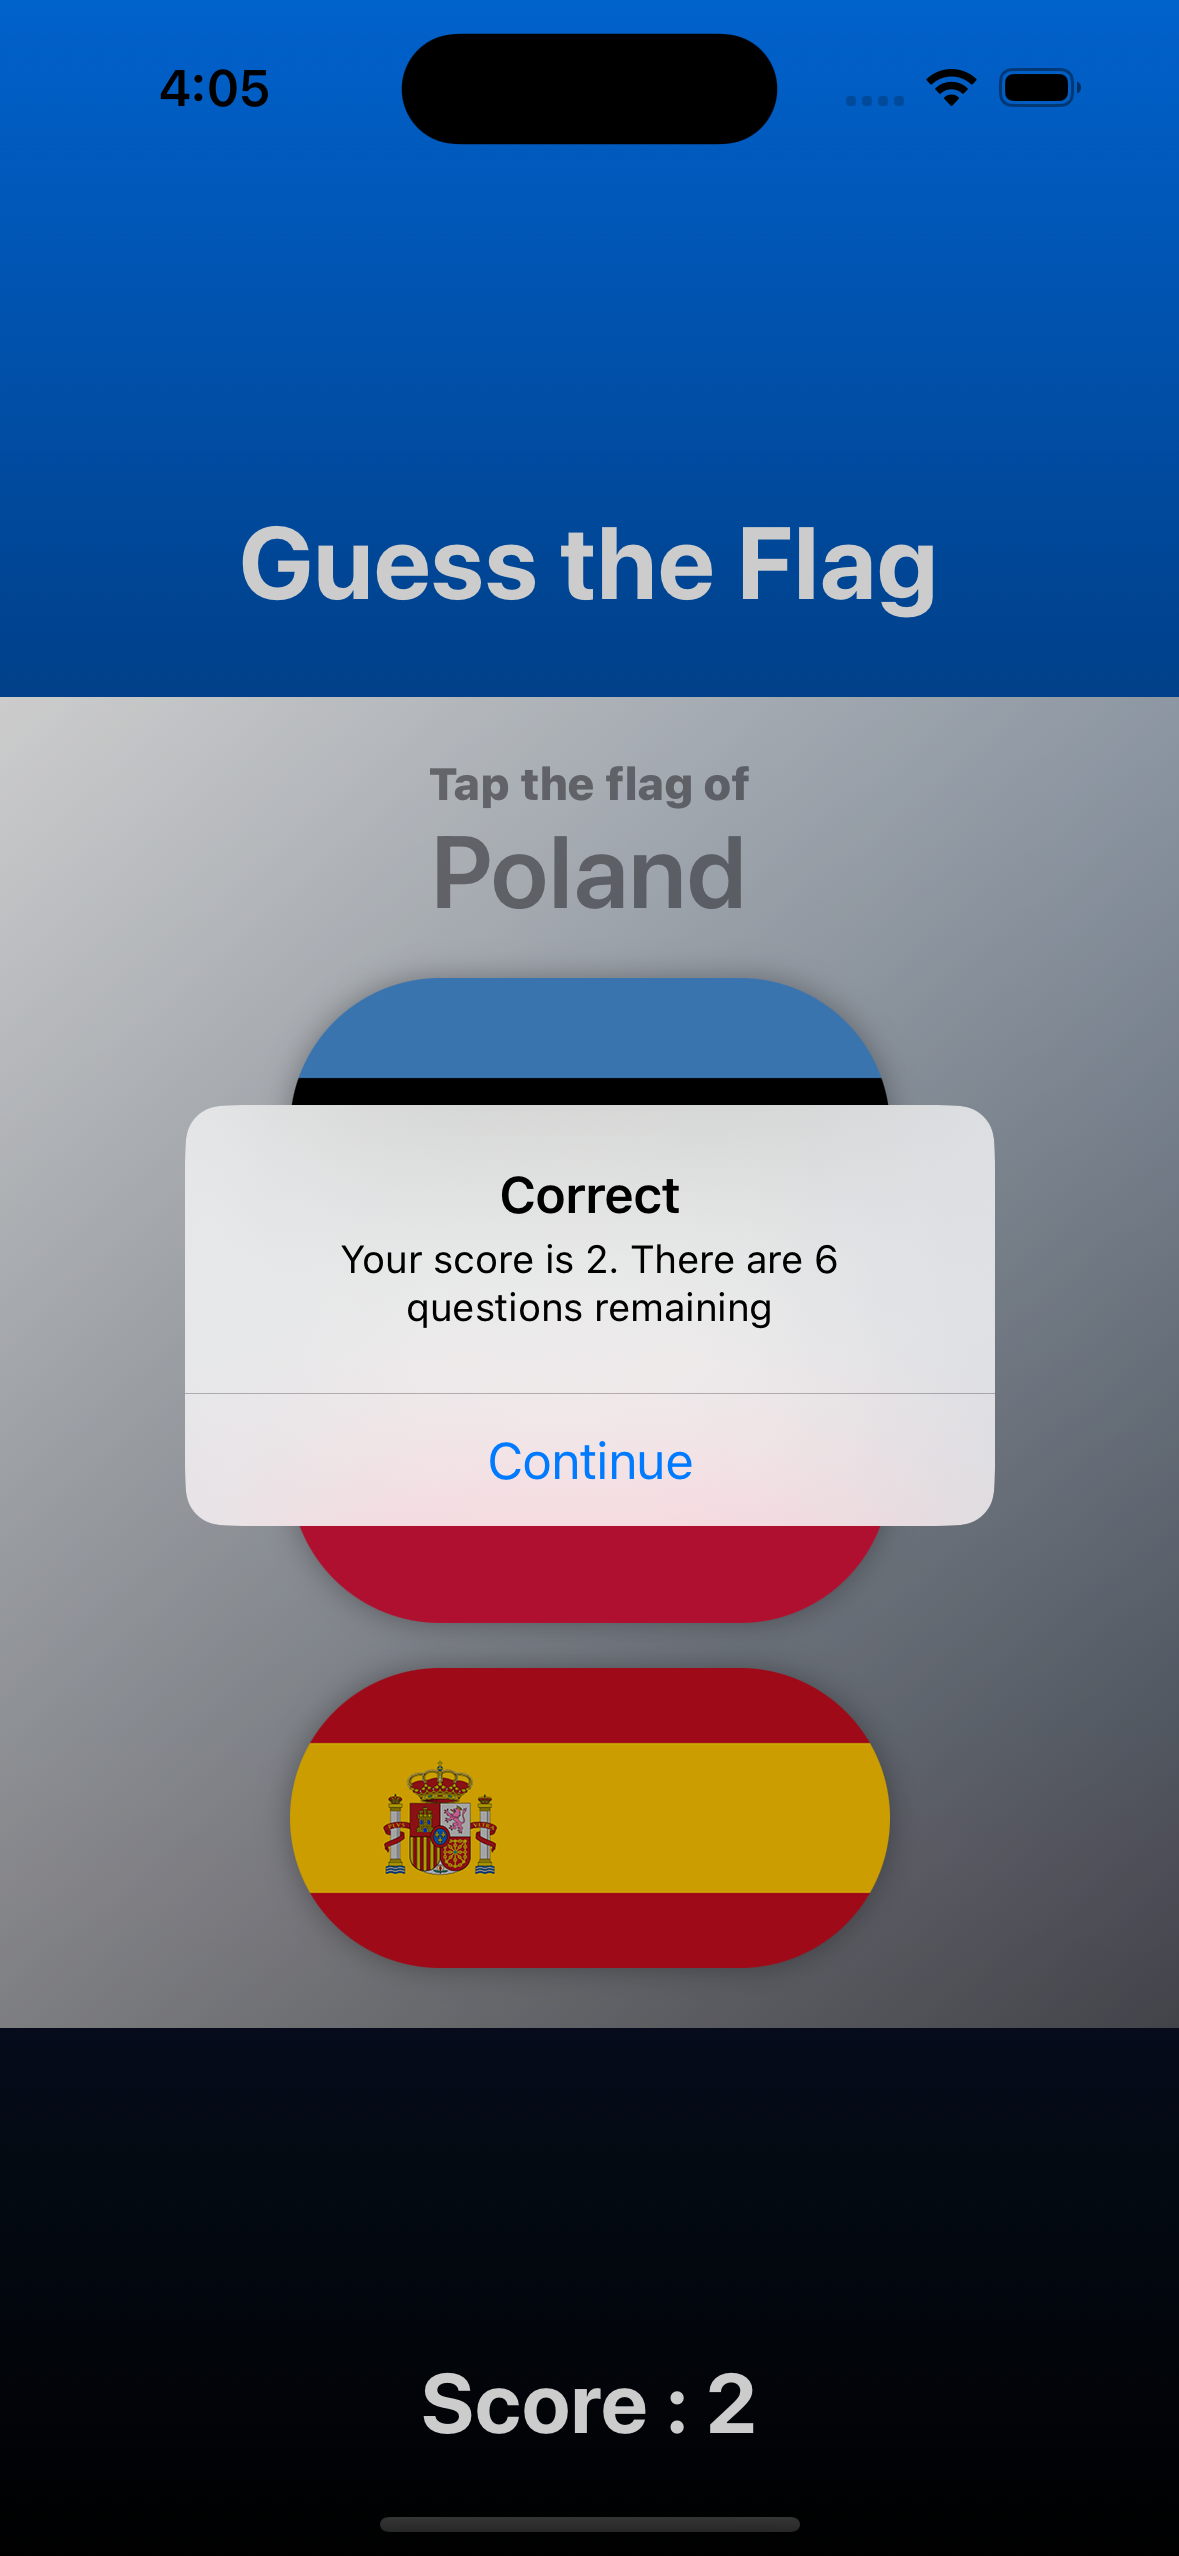 4:05
Guess the Flag
Tap the flag of
Poland
Correct
Your score is 2. There are 6
questions remaining
Continue
Score : 2